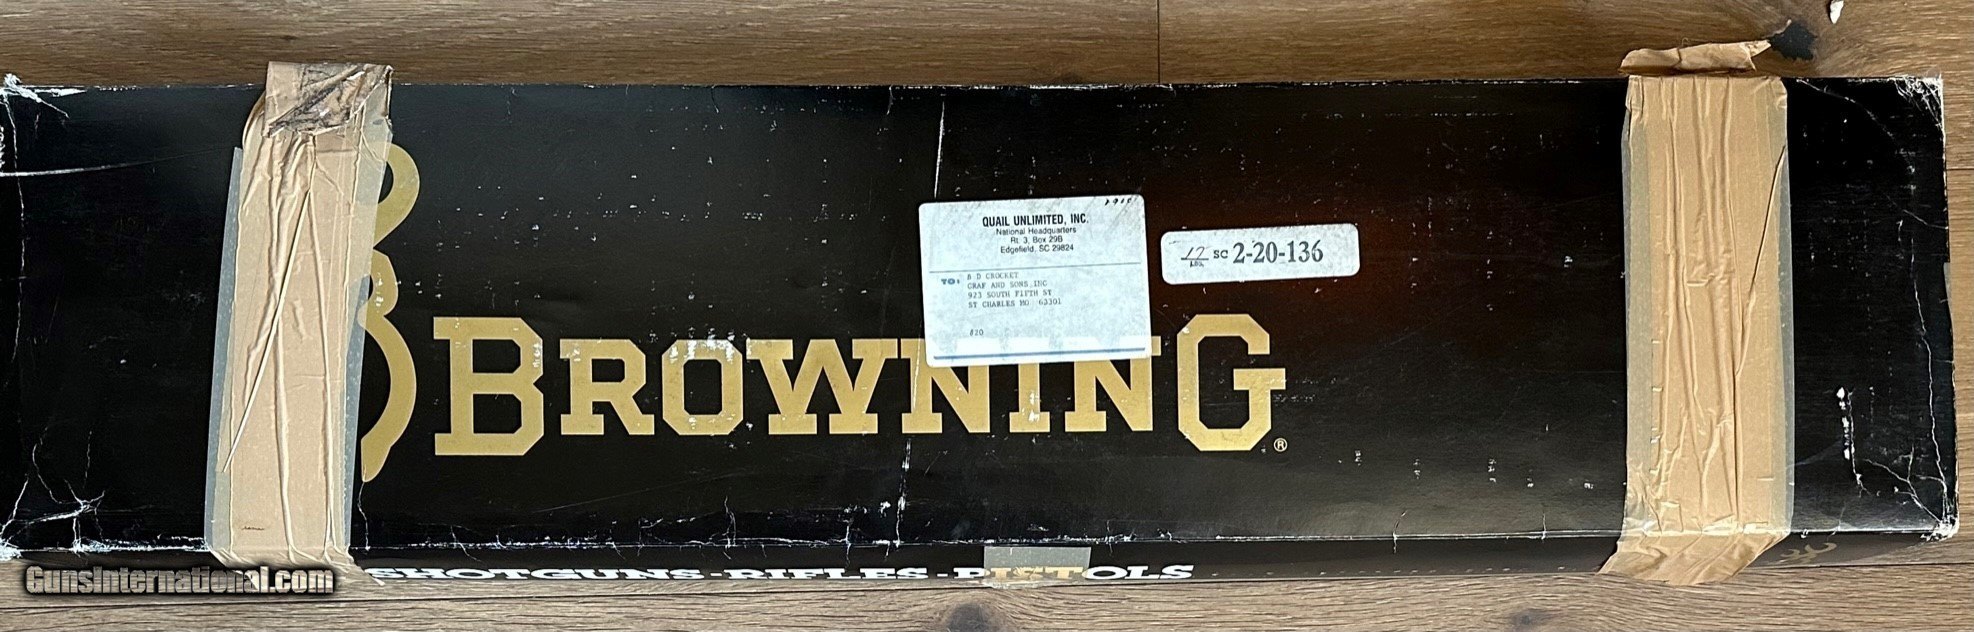 QUAIL UNLIMITED, INC.
National Headquarters
Rt. 3, Box 29B
Edgefield, SC 29824
TO:
B D CROCKET
GRAF AND SONS INC
923 SOUTH FIFTH ST
ST CHARLES MO 63301
820
SC 2-20-136
BROWNING®
SHOTGUNS-RIFLES-PISTOLS
GunsInternational.com